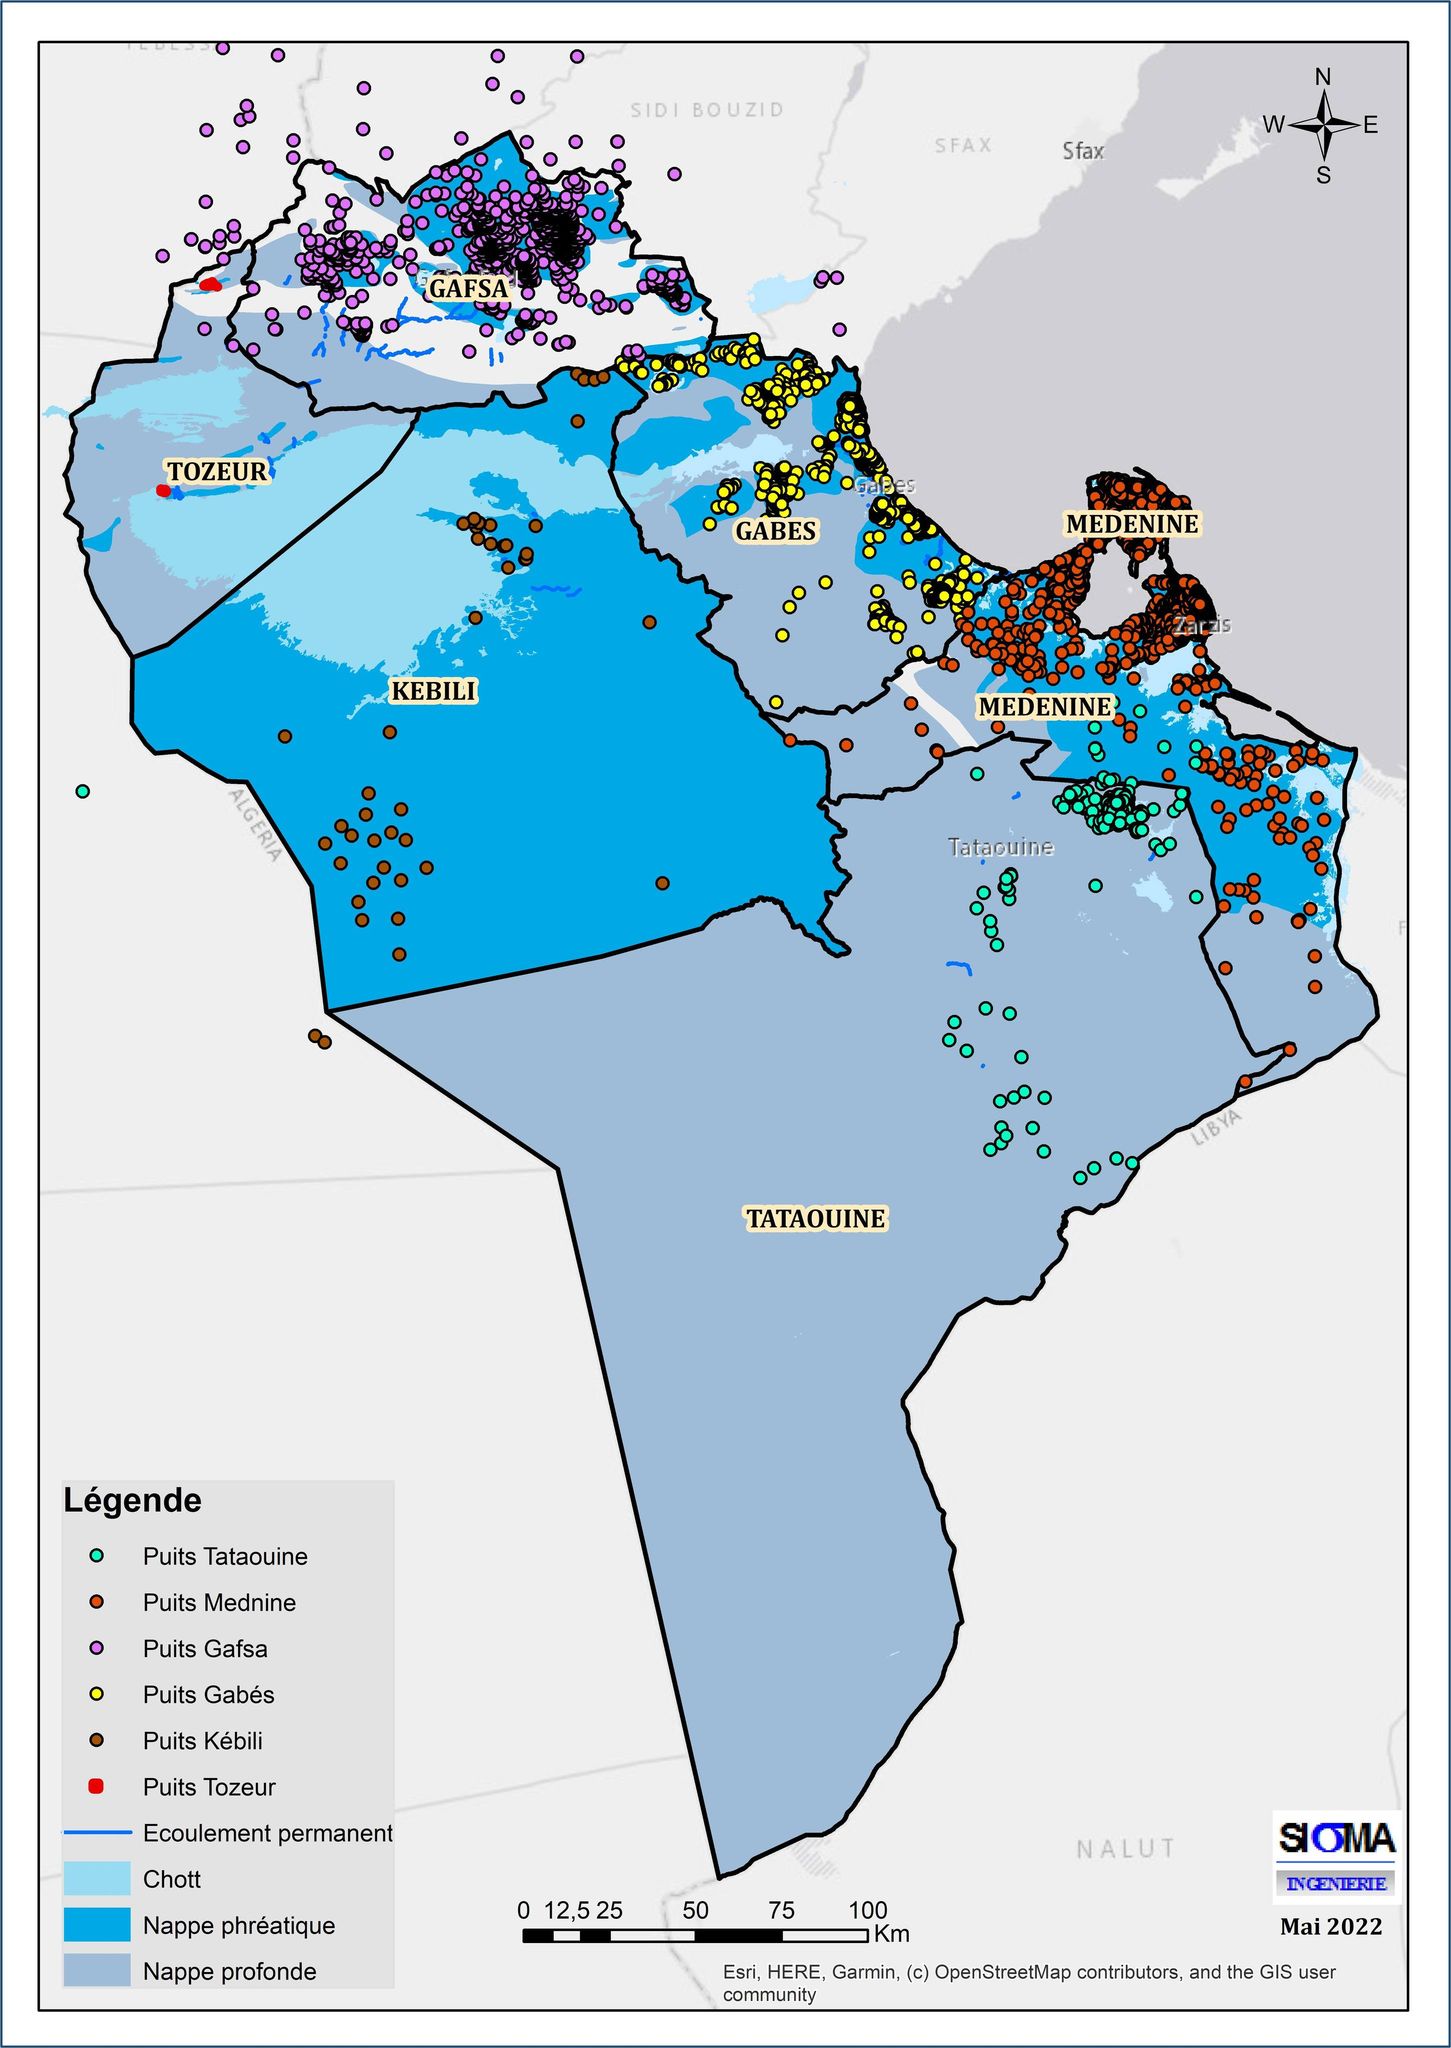 TEBESSA
SIDI BOUZID
SFAX
Sfax
N
W
E
S
GAFSA
TOZEUR
Gabes
GABES
MEDENINE
Zarzis
KEBILI
MEDENINE
ALGERIA
Tataouine
LIBYA
TATAOUINE
NALUT
Légende
Puits Tataouine
Puits Mednine
Puits Gafsa
Puits Gabés
Puits Kébili
Puits Tozeur
Ecoulement permanent
Chott
Nappe phréatique
Nappe profonde
0 12,5 25 50 75 100
Km
SIGMA
INGENIERIE
Mai 2022
Esri, HERE, Garmin, (c) OpenStreetMap contributors, and the GIS user
community